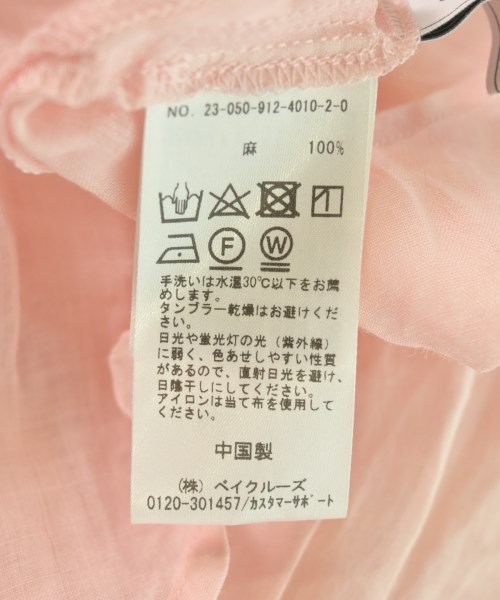 NO. 23-050-912-4010-2-0
麻 100%
F W
手洗いは水温30℃以下をお薦
めします。
タンブラー乾燥はお避けくださ
い。
日光や蛍光灯の光（紫外線）
に弱く、色あせしやすい性質
があるので、直射日光を避け、
日陰干しにしてください。
アイロンは当て布を使用して
ください。
中国製
（株）ベイクルーズ
0120-301457/カスタマーサポート